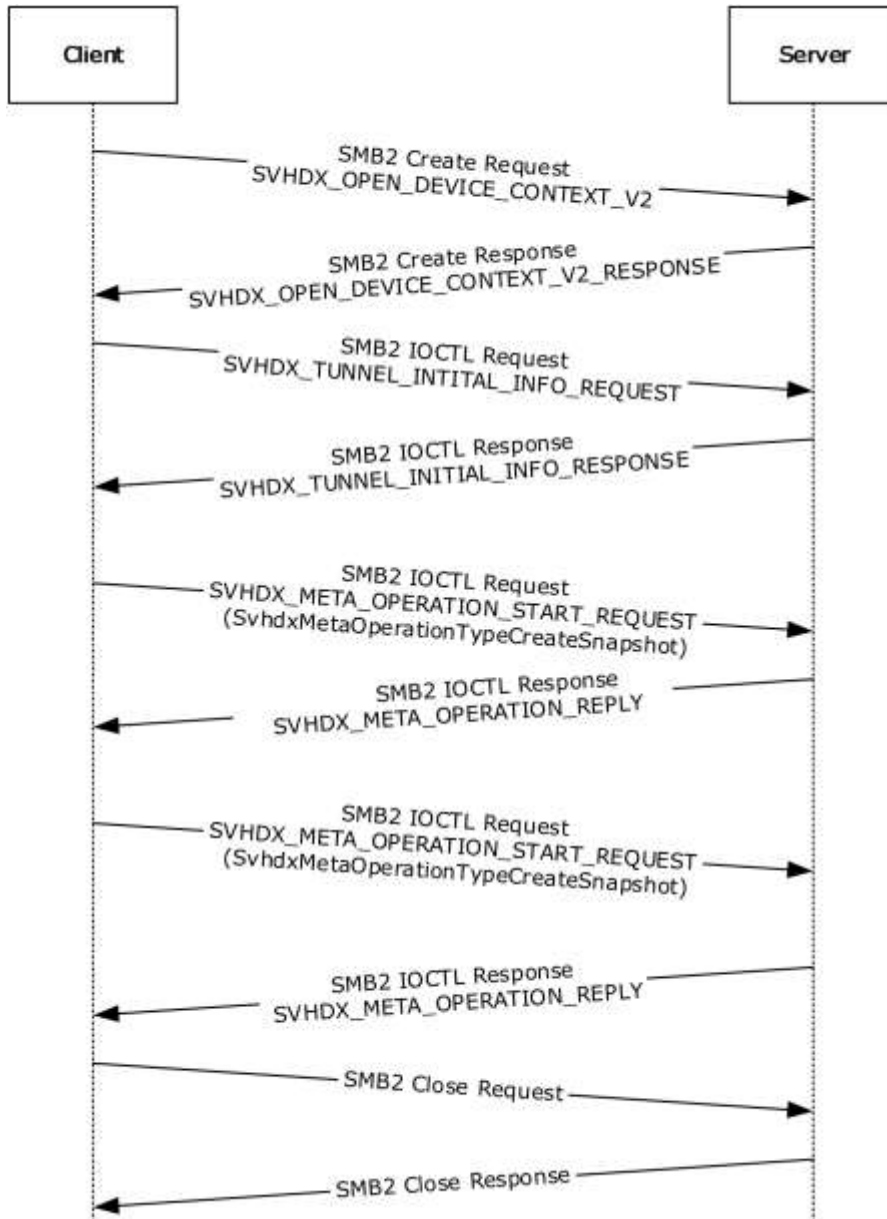 Client
Server
SMB2 Create Request
SVHDX_OPEN_DEVICE_CONTEXT_V2
SMB2 Create Response
SVHDX_OPEN_DEVICE_CONTEXT_V2_RESPONSE
SMB2 IOCTL Request
SVHDX_TUNNEL_INTITAL_INFO_REQUEST
SMB2 IOCTL Response
SVHDX_TUNNEL_INITIAL_INFO_RESPONSE
SMB2 IOCTL Request
SVHDX_META_OPERATION_START_REQUEST
(SvhdxMetaOperationTypeCreateSnapshot)
SMB2 IOCTL Response
SVHDX_META_OPERATION_REPLY
SMB2 IOCTL Request
SVHDX_META_OPERATION_START_REQUEST
(SvhdxMetaOperationTypeCreateSnapshot)
SMB2 IOCTL Response
SVHDX_META_OPERATION_REPLY
SMB2 Close Request
SMB2 Close Response